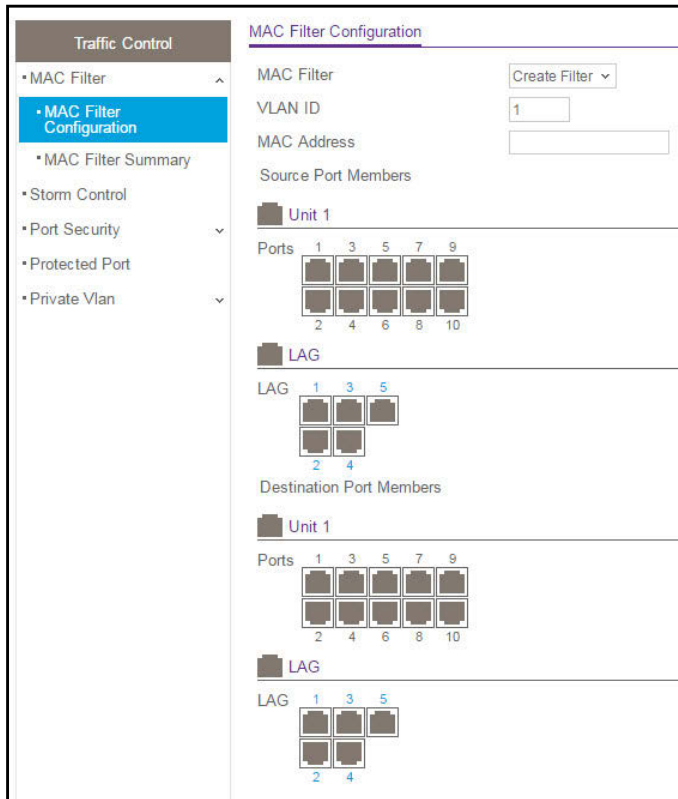 Traffic Control
MAC Filter
MAC Filter
Configuration
MAC Filter Summary
Storm Control
Port Security
Protected Port
Private Vlan
MAC Filter Configuration
MAC Filter Create Filter
VLAN ID 1
MAC Address
Source Port Members
Unit 1
Ports 1 3 5 7 9
2 4 6 8 10
LAG
LAG 1 3 5
2 4
Destination Port Members
Unit 1
Ports 1 3 5 7 9
2 4 6 8 10
LAG
LAG 1 3 5
2 4